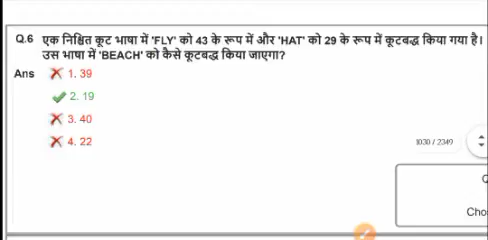 Q.6 एक निश्चित कूट भाषा में 'FLY' को 43 के रूप में और 'HAT' को 29 के रूप में कूटबद्ध किया गया है।
उस भाषा में 'BEACH' को कैसे कूटबद्ध किया जाएगा?
Ans 1. 39
2. 19
3. 40
4. 22
1030 / 2349
Cho